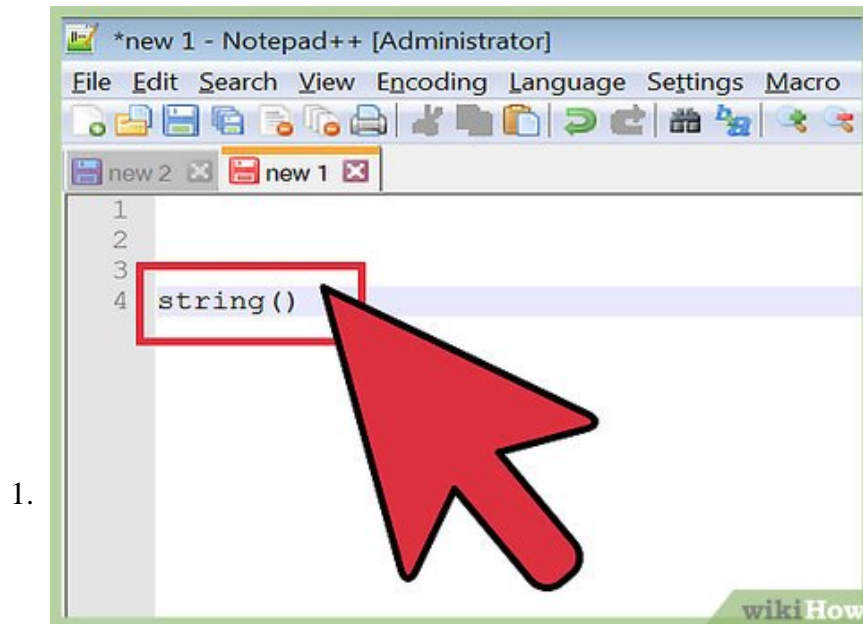 *new 1 - Notepad++ [Administrator]
File Edit Search View Encoding Language Settings Macro
new 2 new 1
1
2
3
4 string()
1.
wikiHow